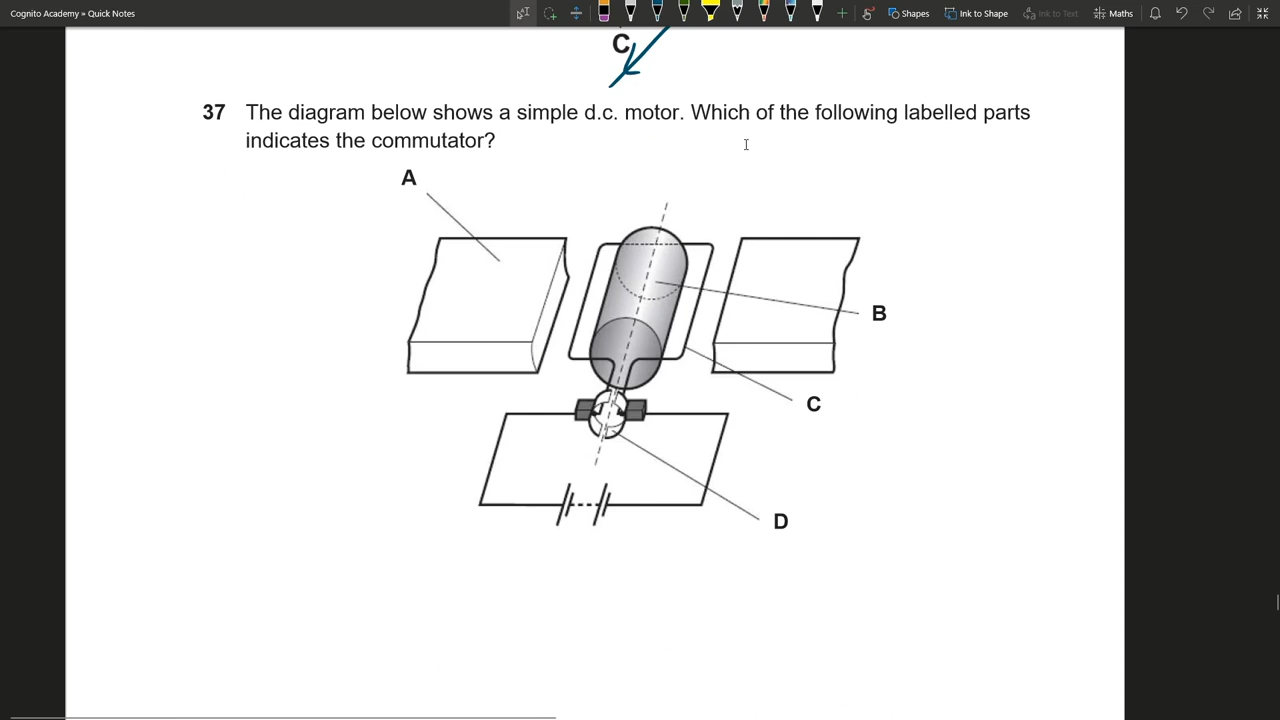 Cognito Academy » Quick Notes
Shapes
Ink to Shape
Ink to Text
Maths
C
37 The diagram below shows a simple d.c. motor. Which of the following labelled parts
indicates the commutator?
A
B
C
D